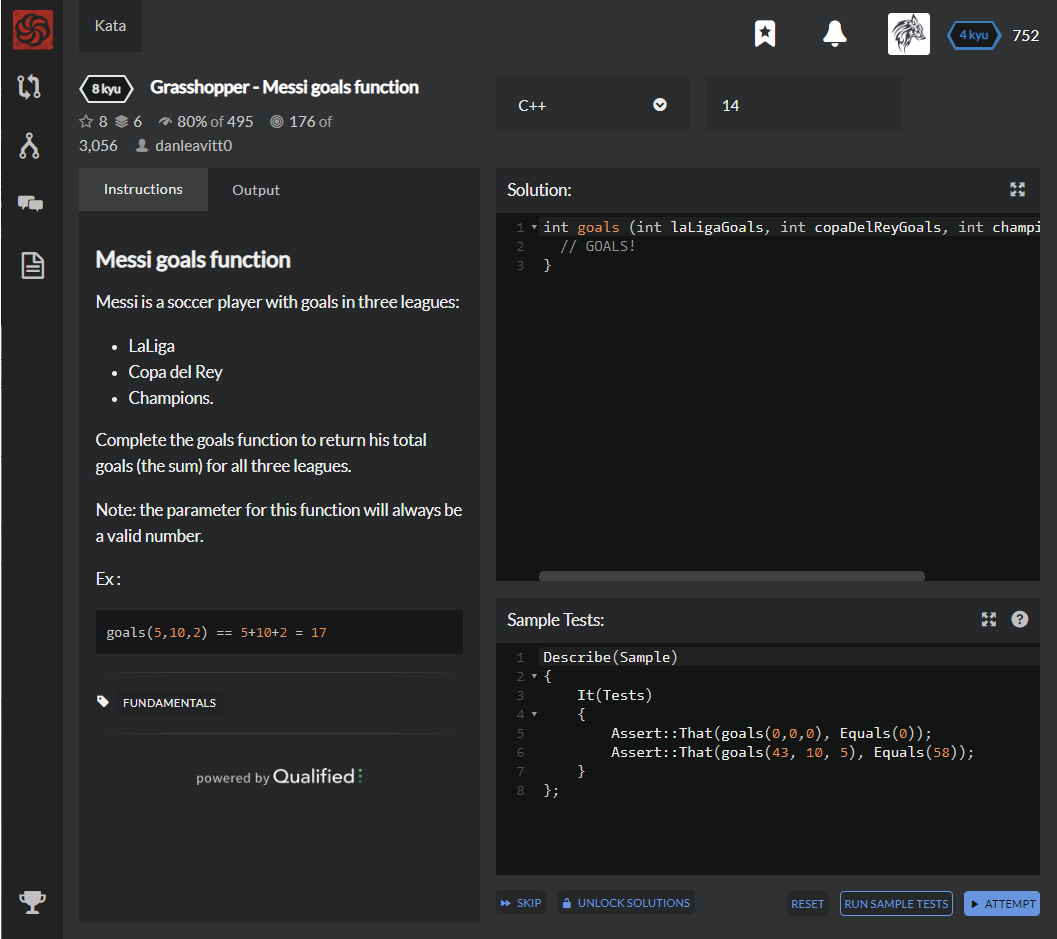 Kata
4 kyu 752
8 kyu Grasshopper - Messi goals function
8 6 80% of 495 176 of
3,056 danleavitt0
C++
14
Instructions Output
Messi goals function
Messi is a soccer player with goals in three leagues:
• LaLiga
• Copa del Rey
• Champions.
Complete the goals function to return his total
goals (the sum) for all three leagues.
Note: the parameter for this function will always be
a valid number.
Ex :
goals(5,10,2) == 5+10+2 = 17
FUNDAMENTALS
powered by Qualified
Solution:
1 int goals (int laLigaGoals, int copaDelReyGoals, int champi
2 // GOALS!
3 }
Sample Tests:
?
1 Describe(Sample)
2 {
3 It(Tests)
4 {
5 Assert::That(goals(0,0,0), Equals(0));
6 Assert::That(goals(43, 10, 5), Equals(58));
7 }
8 };
SKIP UNLOCK SOLUTIONS RESET RUN SAMPLE TESTS ATTEMPT